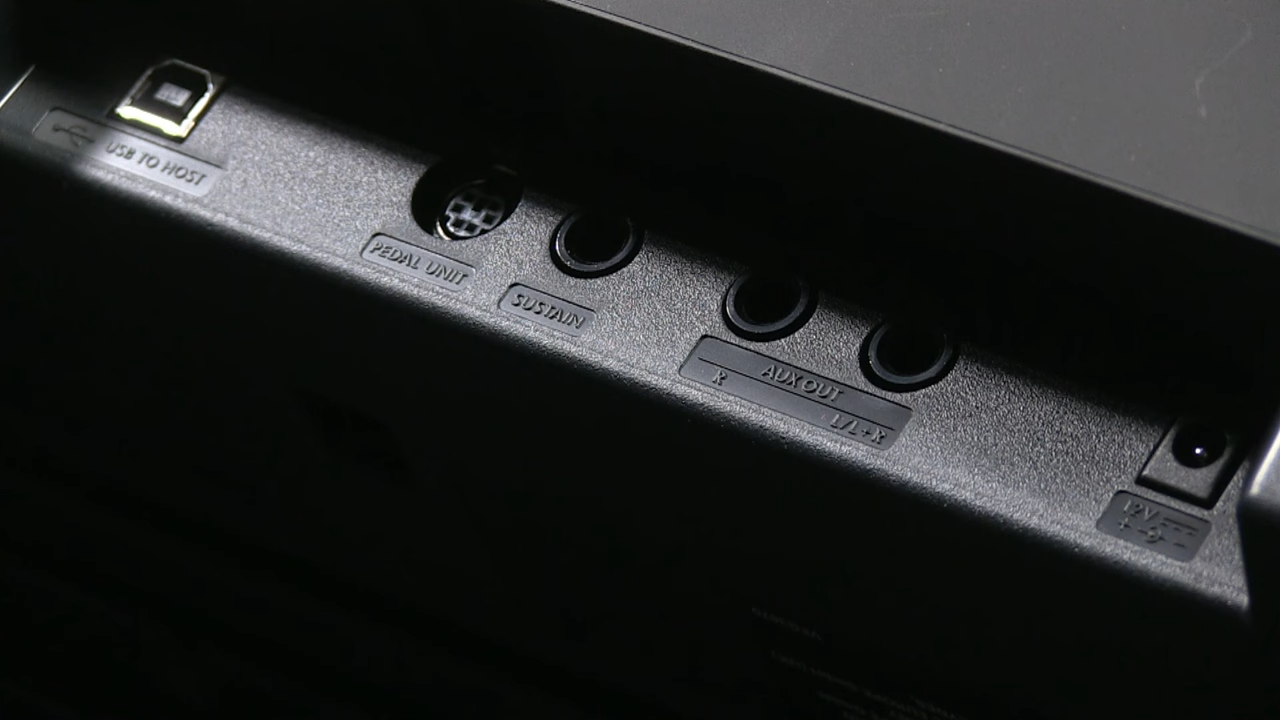 USB TO HOST
PEDAL UNIT
SUSTAIN
AUX OUT
R
L/L+R
12V